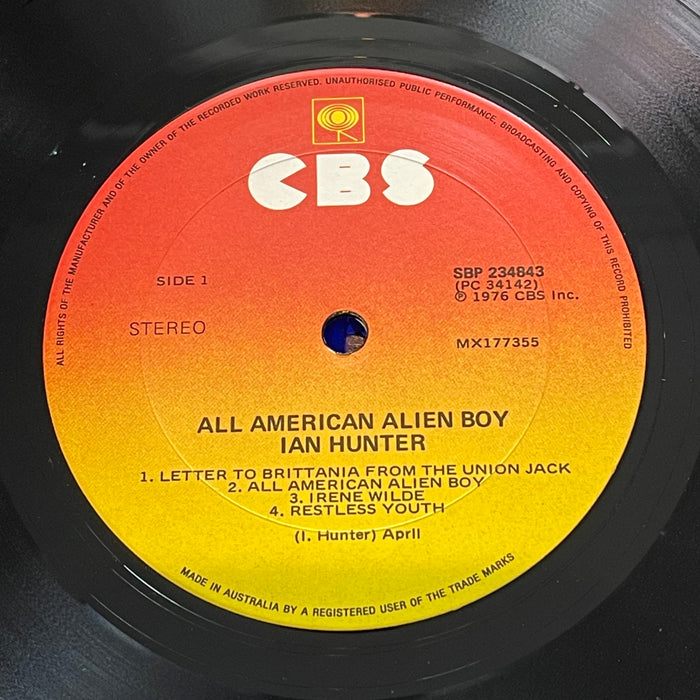 ALL RIGHTS OF THE MANUFACTURER AND OF THE OWNER OF THE RECORDED WORK RESERVED. UNAUTHORISED PUBLIC PERFORMANCE, BROADCASTING AND COPYING OF THIS RECORD PROHIBITED
CBS
SIDE 1
SBP 234843
(PC 34142)
℗ 1976 CBS Inc.
STEREO
MX177355
ALL AMERICAN ALIEN BOY
IAN HUNTER
1. LETTER TO BRITTANIA FROM THE UNION JACK
2. ALL AMERICAN ALIEN BOY
3. IRENE WILDE
4. RESTLESS YOUTH
(I. Hunter) April
MADE IN AUSTRALIA BY A REGISTERED USER OF THE TRADE MARKS